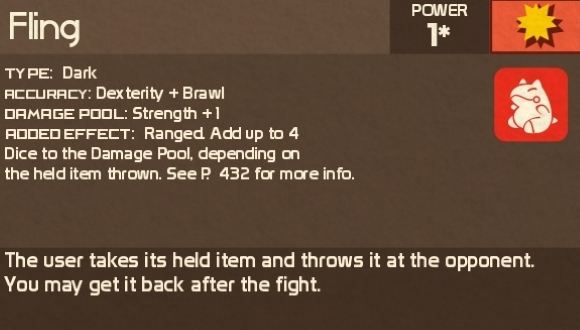 Fling
POWER
1*
TYPE: Dark
ACCURACY: Dexterity + Brawl
DAMAGE POOL: Strength +1
ADDED EFFECT: Ranged. Add up to 4
Dice to the Damage Pool, depending on
the held item thrown. See P. 432 for more info.
The user takes its held item and throws it at the opponent.
You may get it back after the fight.